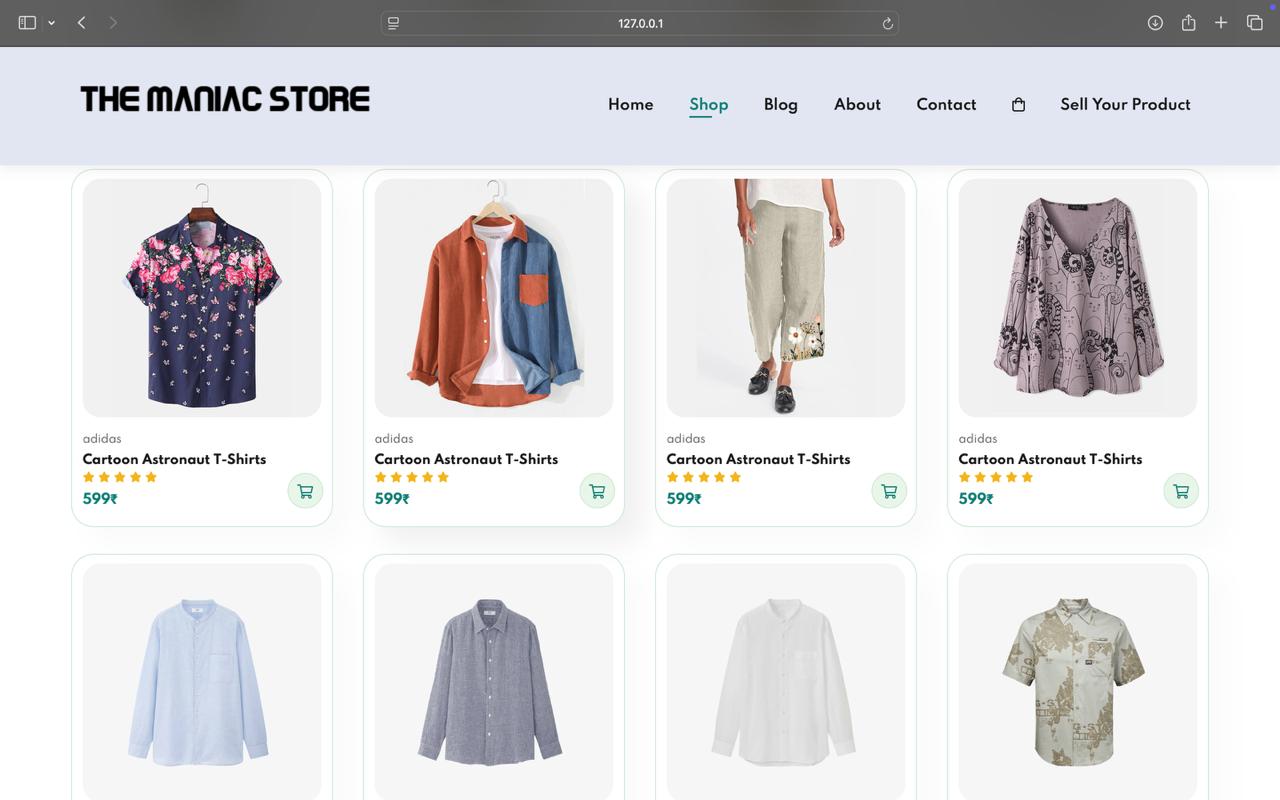 127.0.0.1
THE MANIAC STORE
Home Shop Blog About Contact Sell Your Product
adidas adidas adidas adidas
Cartoon Astronaut T-Shirts Cartoon Astronaut T-Shirts Cartoon Astronaut T-Shirts Cartoon Astronaut T-Shirts
599₹ 599₹ 599₹ 599₹